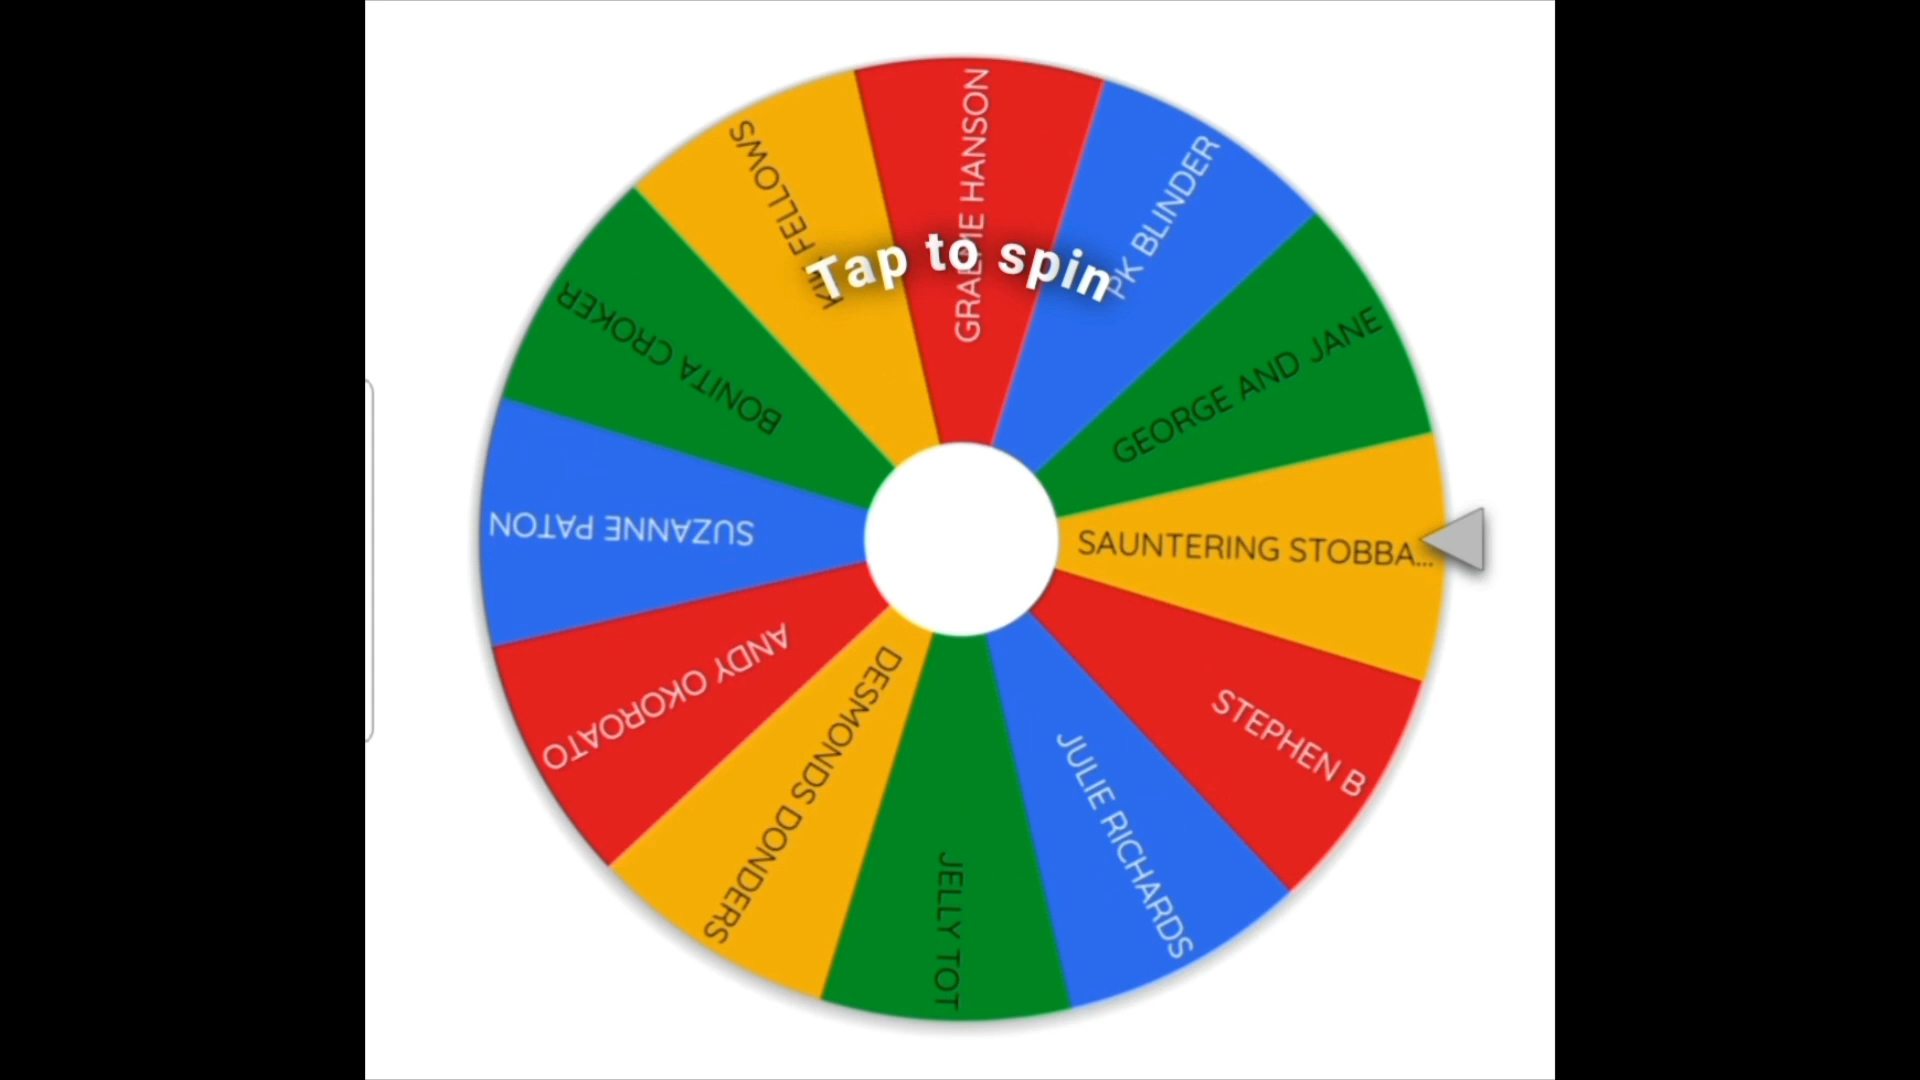 GRAEME HANSON
PK BLINDER
GEORGE AND JANE
SAUNTERING STOBBA...
STEPHEN B
JULIE RICHARDS
JELLY TOT
DESMONDS DONDERS
ANDY OKOROATO
SUZANNE PATON
BONITA CROKER
FELLOWS
Tap to spin